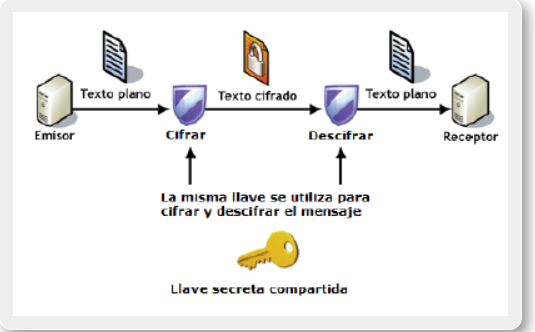 Texto plano
Texto cifrado
Texto plano
Emisor
Cifrar
Descifrar
Receptor
La misma llave se utiliza para
cifrar y descifrar el mensaje
Llave secreta compartida